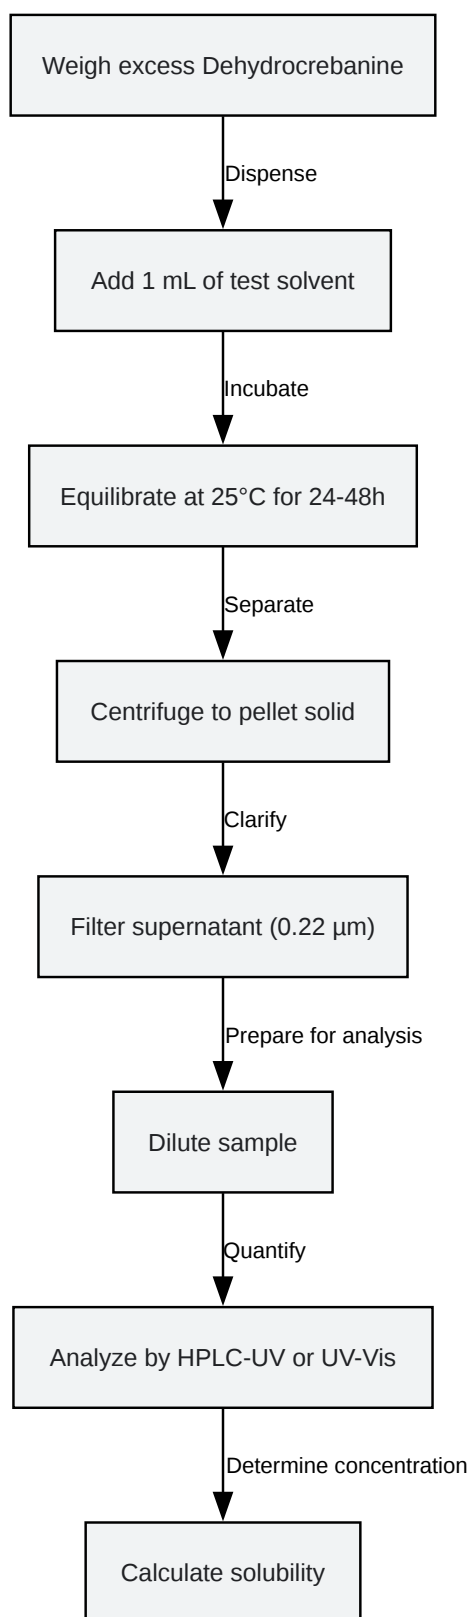 Weigh excess Dehydrocrebanine
Dispense
Add 1 mL of test solvent
Incubate
Equilibrate at 25°C for 24-48h
Separate
Centrifuge to pellet solid
Clarify
Filter supernatant (0.22 µm)
Prepare for analysis
Dilute sample
Quantify
Analyze by HPLC-UV or UV-Vis
Determine concentration
Calculate solubility